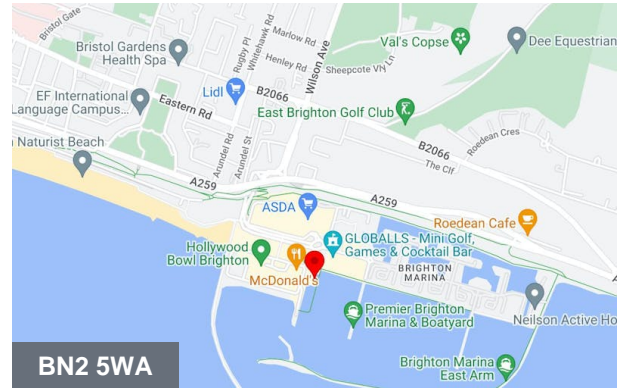 Bristol Gate
Bristol Gardens
Health Spa
Rugby Pl
Whitehawk Rd
Marlow Rd
Henley Rd
Wilson Ave
Sheepcote Vly Ln
Val's Copse
Dee Equestrian
Lidl
B2066
EF International
Language Campus...
Eastern Rd
East Brighton Golf Club
Arundel Rd
Arundel St
Roedean Cres
B2066
The Clf
Naturist Beach
A259
A259
ASDA
Roedean Cafe
GLOBALLS - Mini Golf,
Games & Cocktail Bar
Hollywood
Bowl Brighton
McDonald's
BRIGHTON
MARINA
Premier Brighton
Marina & Boatyard
Neilson Active Ho
Brighton Marina
East Arm
BN2 5WA